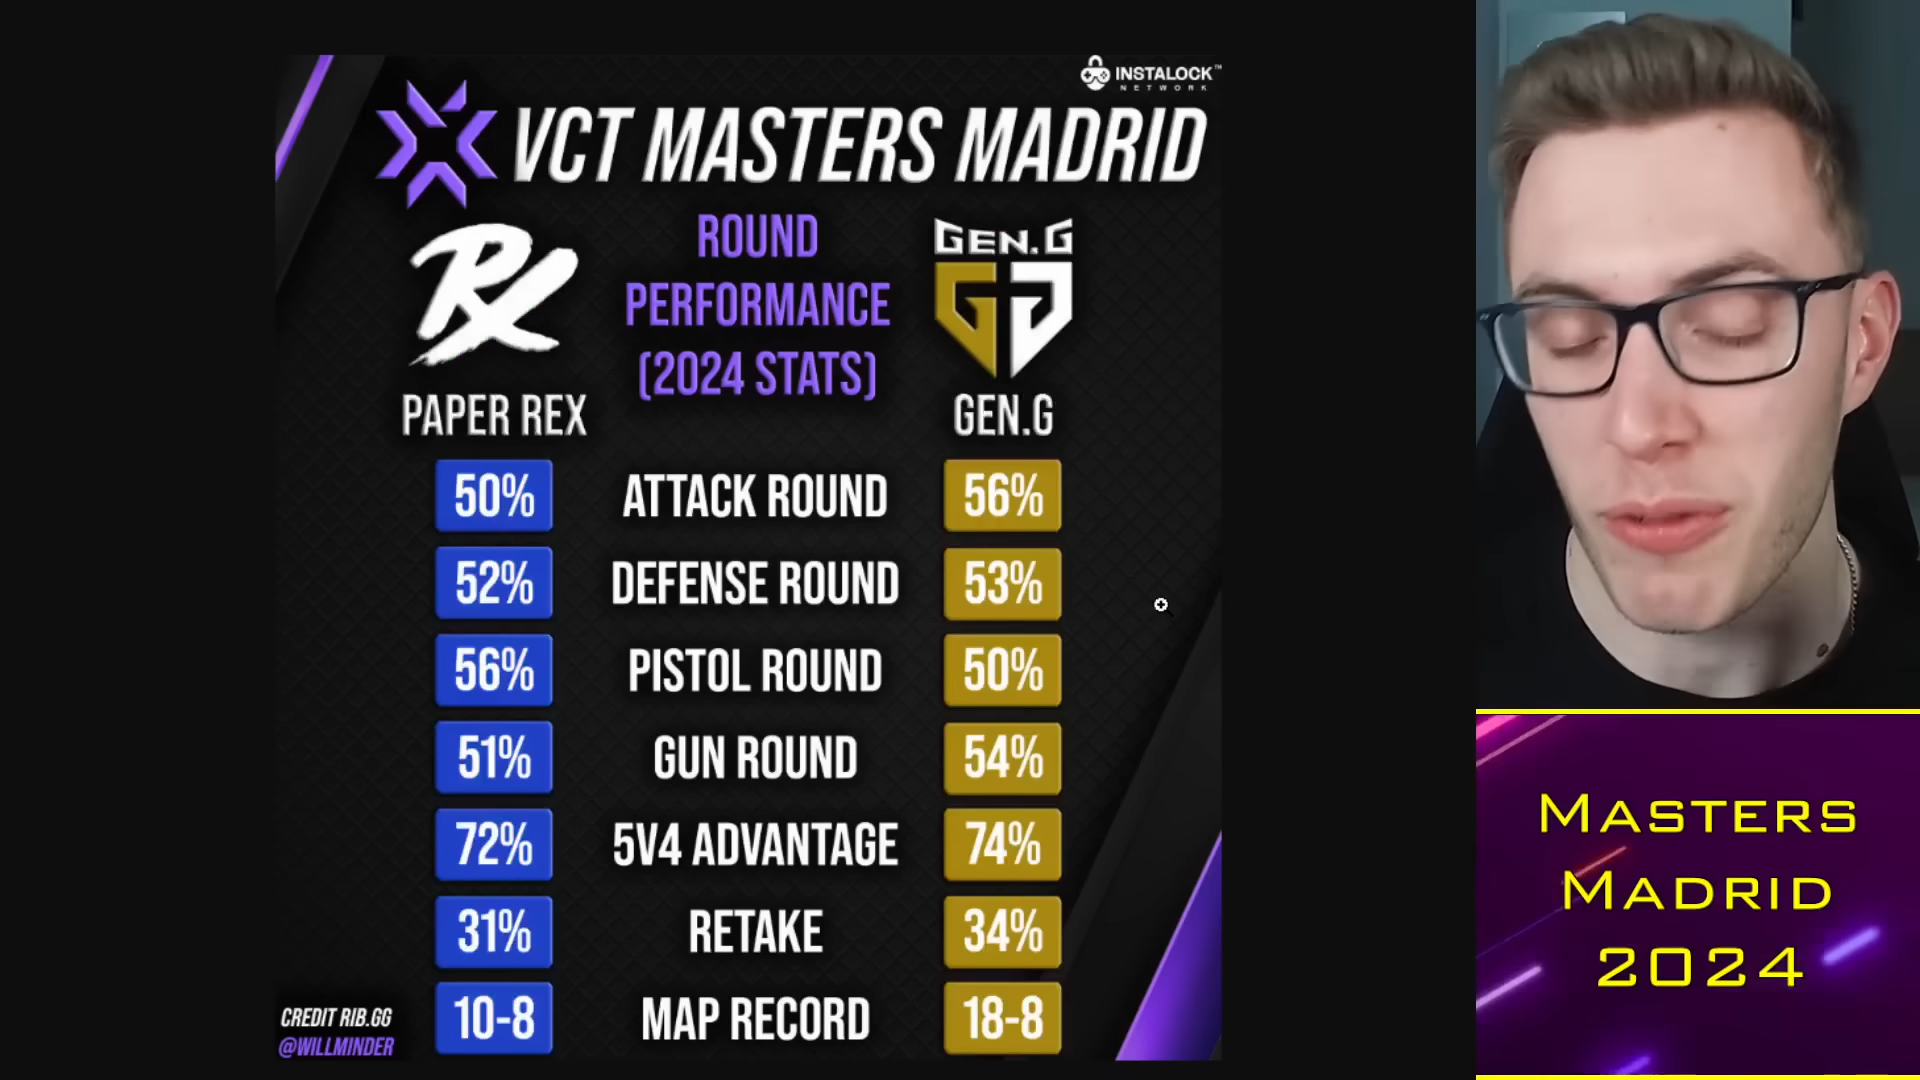 INSTALOCK™
NETWORK
VCT MASTERS MADRID
ROUND
PERFORMANCE
(2024 STATS)
GEN.G
PAPER REX
GEN.G
50% ATTACK ROUND 56%
52% DEFENSE ROUND 53%
56% PISTOL ROUND 50%
51% GUN ROUND 54%
72% 5V4 ADVANTAGE 74%
31% RETAKE 34%
10-8 MAP RECORD 18-8
CREDIT RIB.GG
@WILLMINDER
MASTERS
MADRID
2024